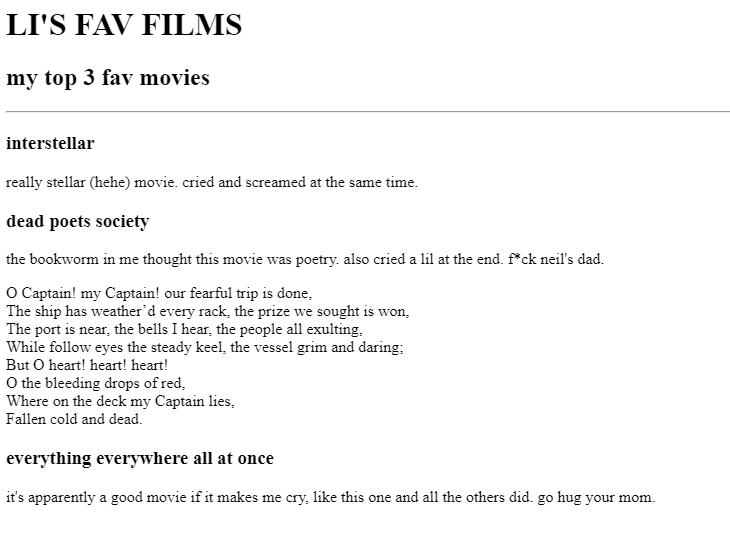 LI'S FAV FILMS
my top 3 fav movies
interstellar
really stellar (hehe) movie. cried and screamed at the same time.
dead poets society
the bookworm in me thought this movie was poetry. also cried a lil at the end. f*ck neil's dad.
O Captain! my Captain! our fearful trip is done,
The ship has weather’d every rack, the prize we sought is won,
The port is near, the bells I hear, the people all exulting,
While follow eyes the steady keel, the vessel grim and daring;
But O heart! heart! heart!
O the bleeding drops of red,
Where on the deck my Captain lies,
Fallen cold and dead.
everything everywhere all at once
it's apparently a good movie if it makes me cry, like this one and all the others did. go hug your mom.